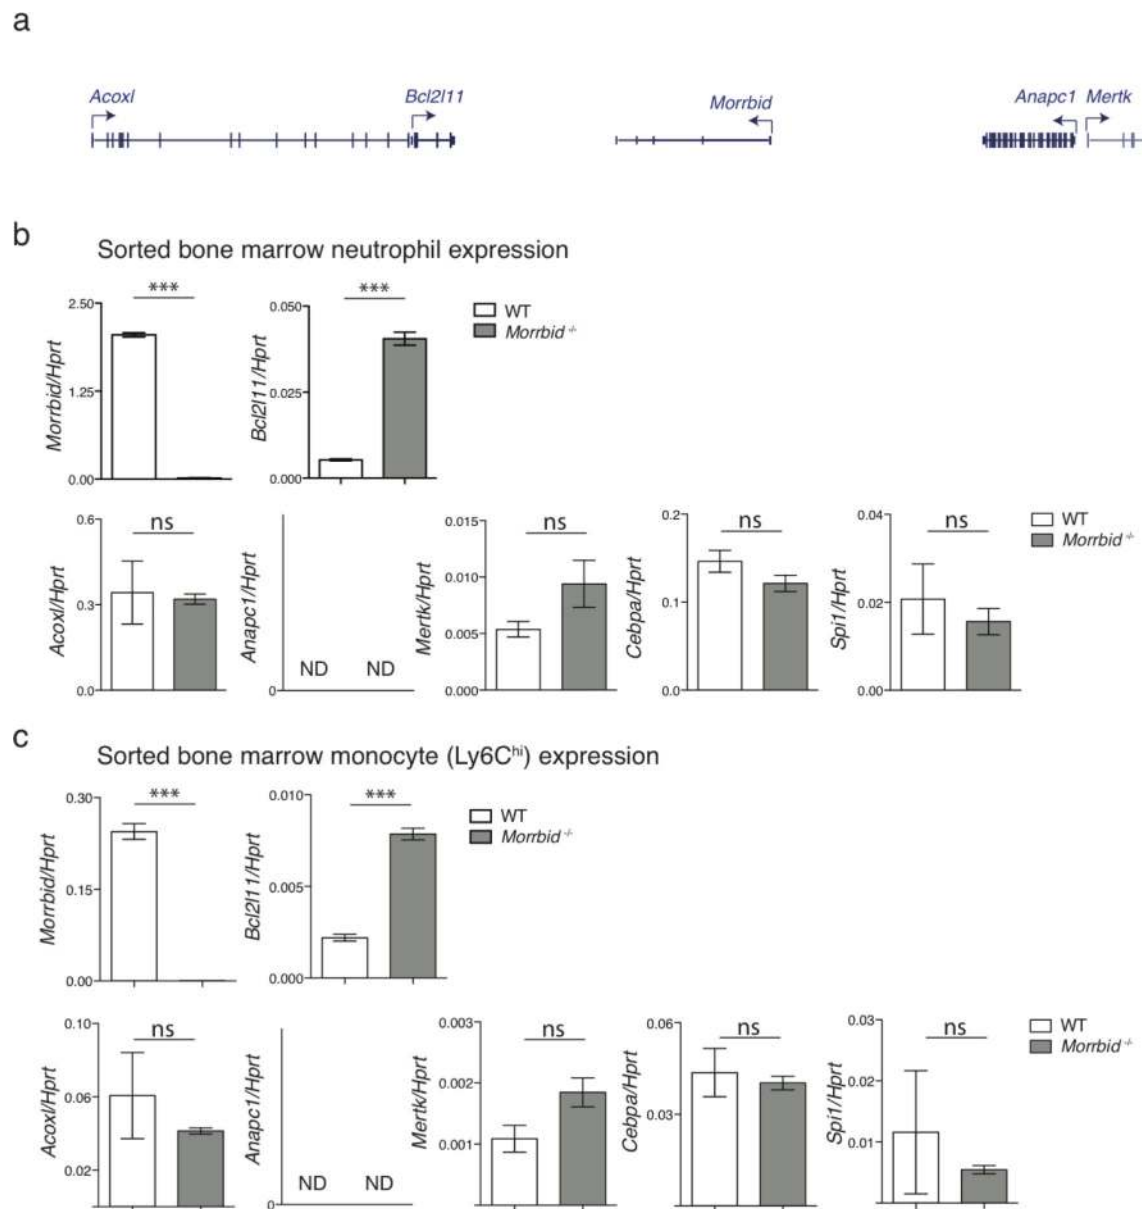 a
Acoxl Bcl2l11 Morrbid Anapc1 Mertk
b
Sorted bone marrow neutrophil expression
*** ***
2.50 0.050 WT
Morrbid -/-
Morrbid/Hprt Bcl2l11/Hprt
1.25 0.025
0.00 0.000
0.6 ns 0.015 ns 0.2 ns 0.04 ns WT
Morrbid -/-
Acoxl/Hprt Anapc1/Hprt Mertk/Hprt Cebpa/Hprt Spi1/Hprt
0.010
0.3 0.1 0.02
0.005
ND ND
0.0 0 0.000 0.0 0.00
c
Sorted bone marrow monocyte (Ly6Chi) expression
*** ***
0.30 0.010 WT
Morrbid -/-
Morrbid/Hprt Bcl2l11/Hprt
0.15 0.005
0.00 0.000
0.10 ns 0.003 ns 0.06 ns 0.03 ns WT
Morrbid -/-
Acoxl/Hprt Anapc1/Hprt Mertk/Hprt Cebpa/Hprt Spi1/Hprt
0.06 0.002 0.02
0.03
0.001 0.01
0.02 ND ND
0